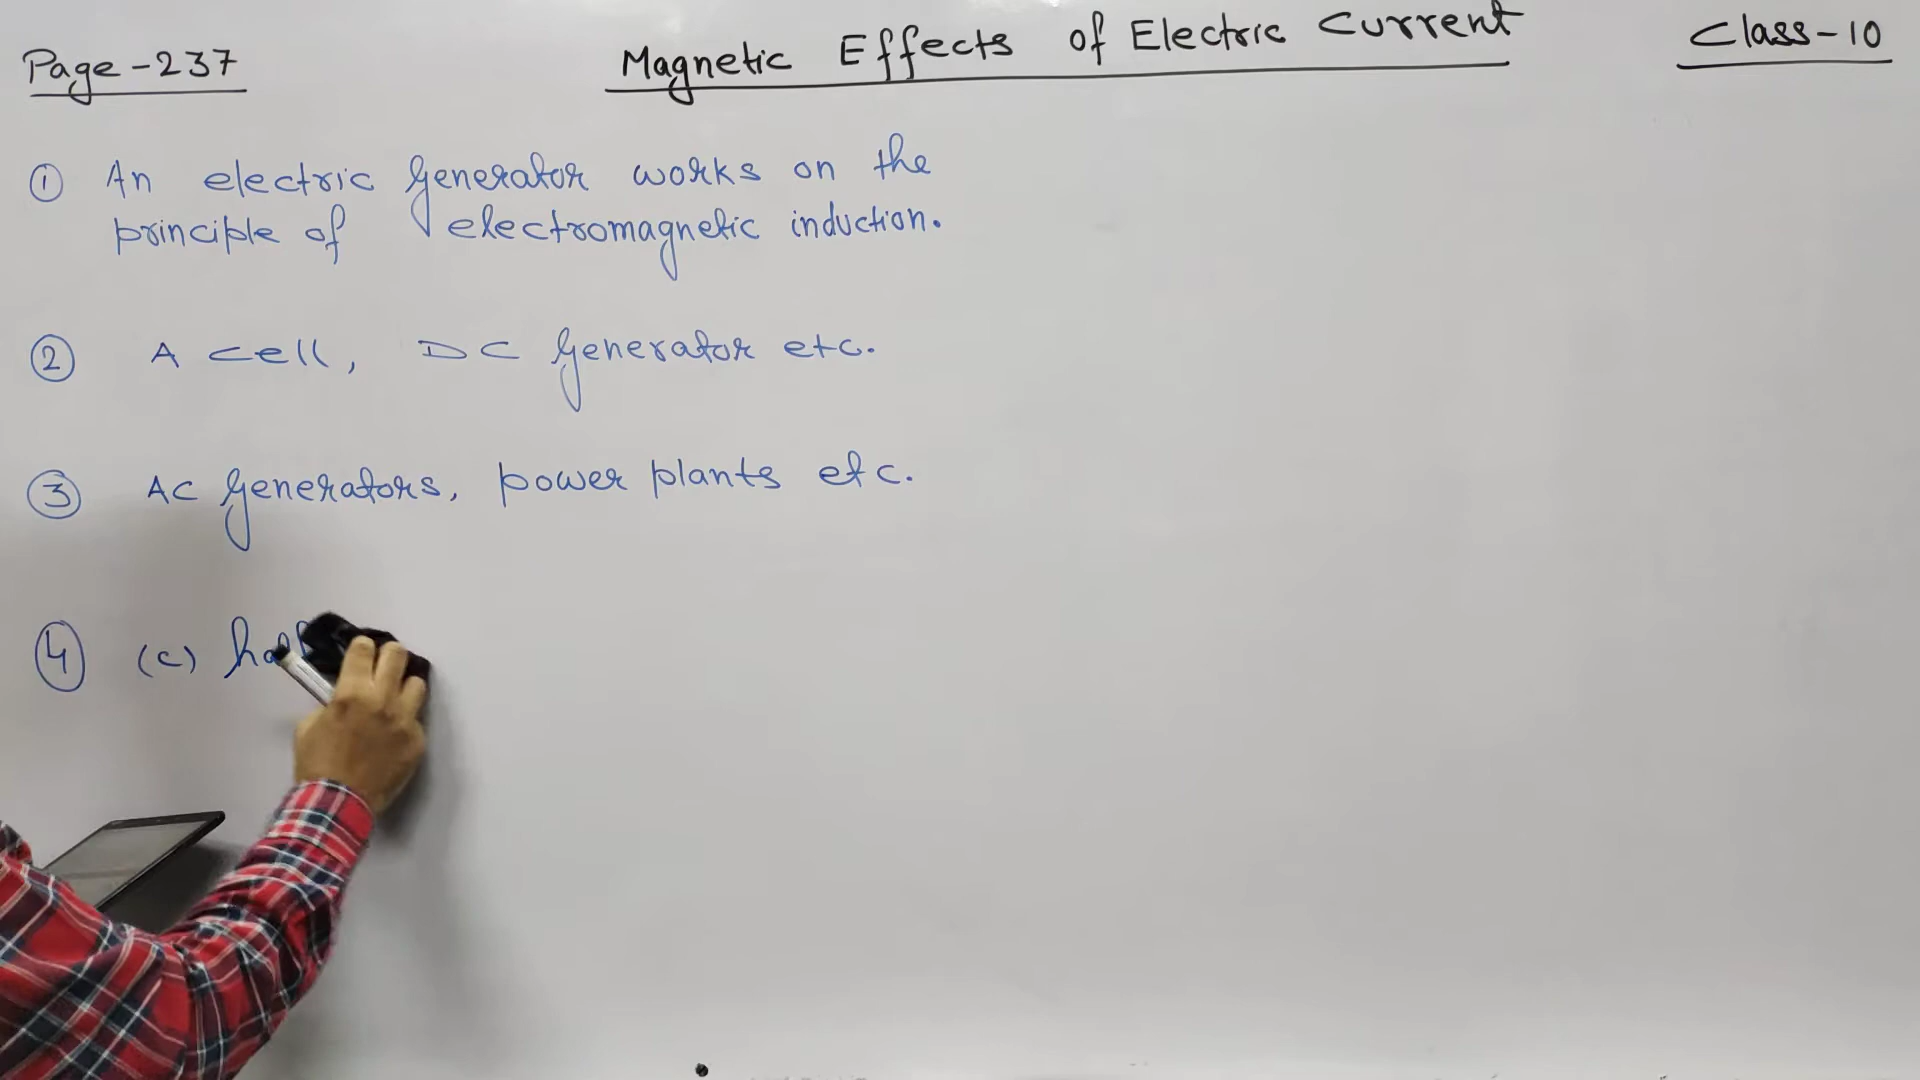 Page-237
Magnetic Effects of Electric Current
Class-10
① An electric generator works on the
principle of electromagnetic induction.
② A cell, DC generator etc.
③ AC generators, power plants etc.
④ (c)